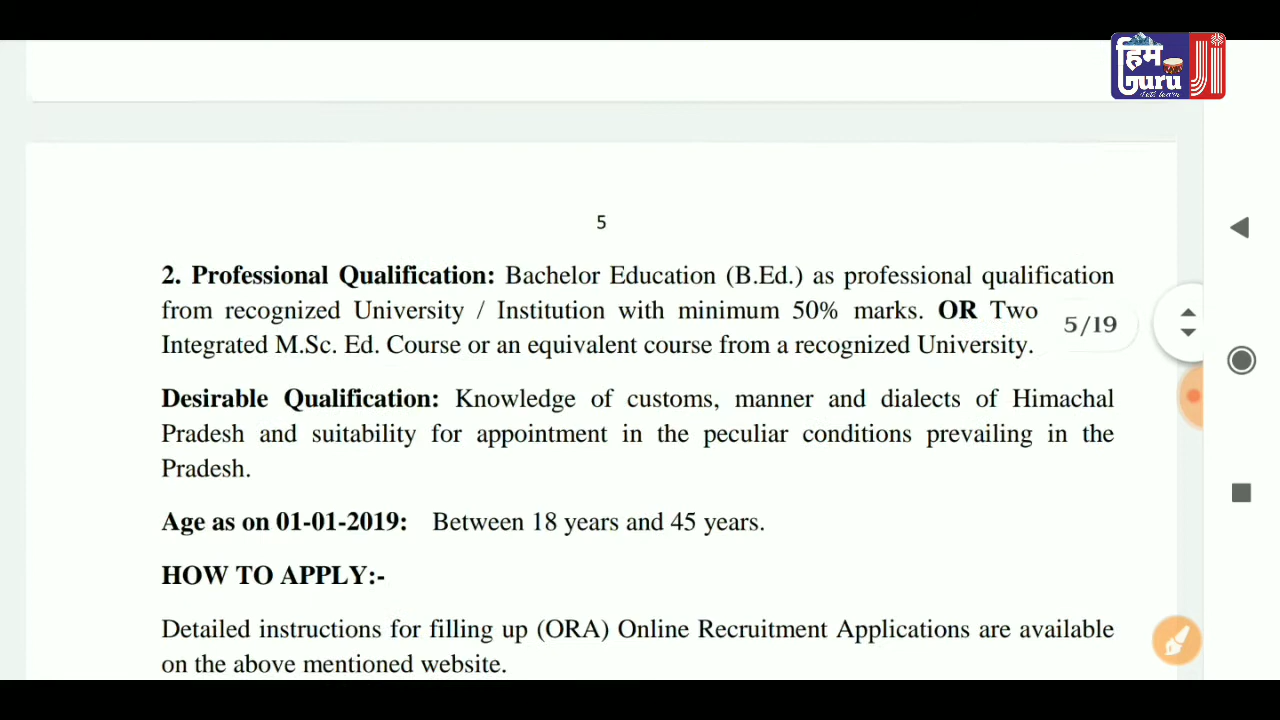 हिम
Guru
Ji
Let's learn
5
2. Professional Qualification: Bachelor Education (B.Ed.) as professional qualification
from recognized University / Institution with minimum 50% marks. OR Two
5/19
Integrated M.Sc. Ed. Course or an equivalent course from a recognized University.
Desirable Qualification: Knowledge of customs, manner and dialects of Himachal
Pradesh and suitability for appointment in the peculiar conditions prevailing in the
Pradesh.
Age as on 01-01-2019: Between 18 years and 45 years.
HOW TO APPLY:-
Detailed instructions for filling up (ORA) Online Recruitment Applications are available
on the above mentioned website.